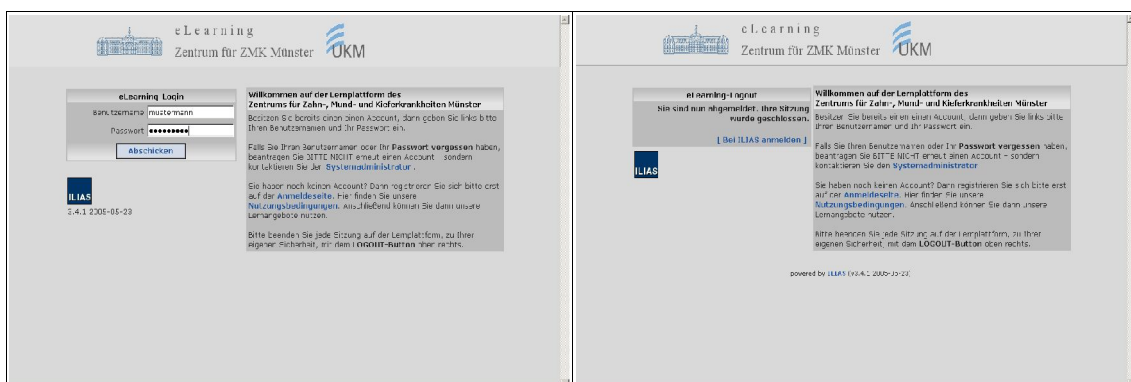 eLearning
Zentrum für ZMK Münster UKM
eLearning Login
Benutzername mustermann
Passwort •••••••••
Abschicken
ILIAS
3.4.1 2005-05-23
Willkommen auf der Lernplattform des
Zentrums für Zahn-, Mund- und Kieferkrankheiten Münster
Besitzen Sie bereits einen einen Account, dann geben Sie links bitte
Ihren Benutzernamen und Ihr Passwort ein.
Falls Sie Ihren Benutzernamen oder Ihr Passwort vergessen haben,
beantragen Sie BITTE NICHT erneut einen Account - sondern
kontaktieren Sie den Systemadministrator.
Sie haben noch keinen Account? Dann registrieren Sie sich bitte erst
auf der Anmeldeseite. Hier finden Sie unsere
Nutzungsbedingungen. Anschließend können Sie dann unsere
Lernangebote nutzen.
Bitte beenden Sie jede Sitzung auf der Lernplattform, zu Ihrer
eigenen Sicherheit, mit dem LOGOUT-Button oben rechts.
eLearning
Zentrum für ZMK Münster UKM
eLearning-Logout
Sie sind nun abgemeldet. Ihre Sitzung
wurde geschlossen.
[ Bei ILIAS anmelden ]
ILIAS
Willkommen auf der Lernplattform des
Zentrums für Zahn-, Mund- und Kieferkrankheiten Münster
Besitzen Sie bereits einen einen Account, dann geben Sie links bitte
Ihren Benutzernamen und Ihr Passwort ein.
Falls Sie Ihren Benutzernamen oder Ihr Passwort vergessen haben,
beantragen Sie BITTE NICHT erneut einen Account - sondern
kontaktieren Sie den Systemadministrator
Sie haben noch keinen Account? Dann registrieren Sie sich bitte erst
auf der Anmeldeseite. Hier finden Sie unsere
Nutzungsbedingungen. Anschließend können Sie dann unsere
Lernangebote nutzen.
Bitte beenden Sie jede Sitzung auf der Lernplattform, zu Ihrer
eigenen Sicherheit, mit dem LOGOUT-Button oben rechts.
powered by ILIAS (v3.4.1 2005-05-23)